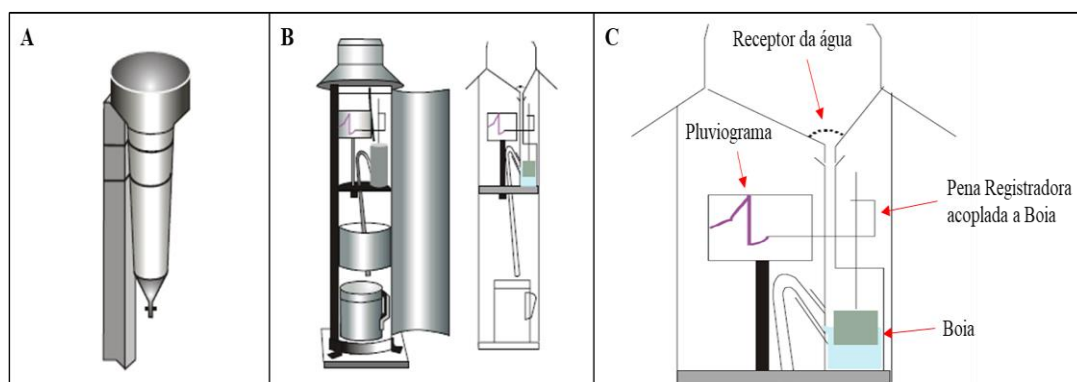 A
B
C
Receptor da água
Pluviograma
Pena Registradora
acoplada a Boia
Boia